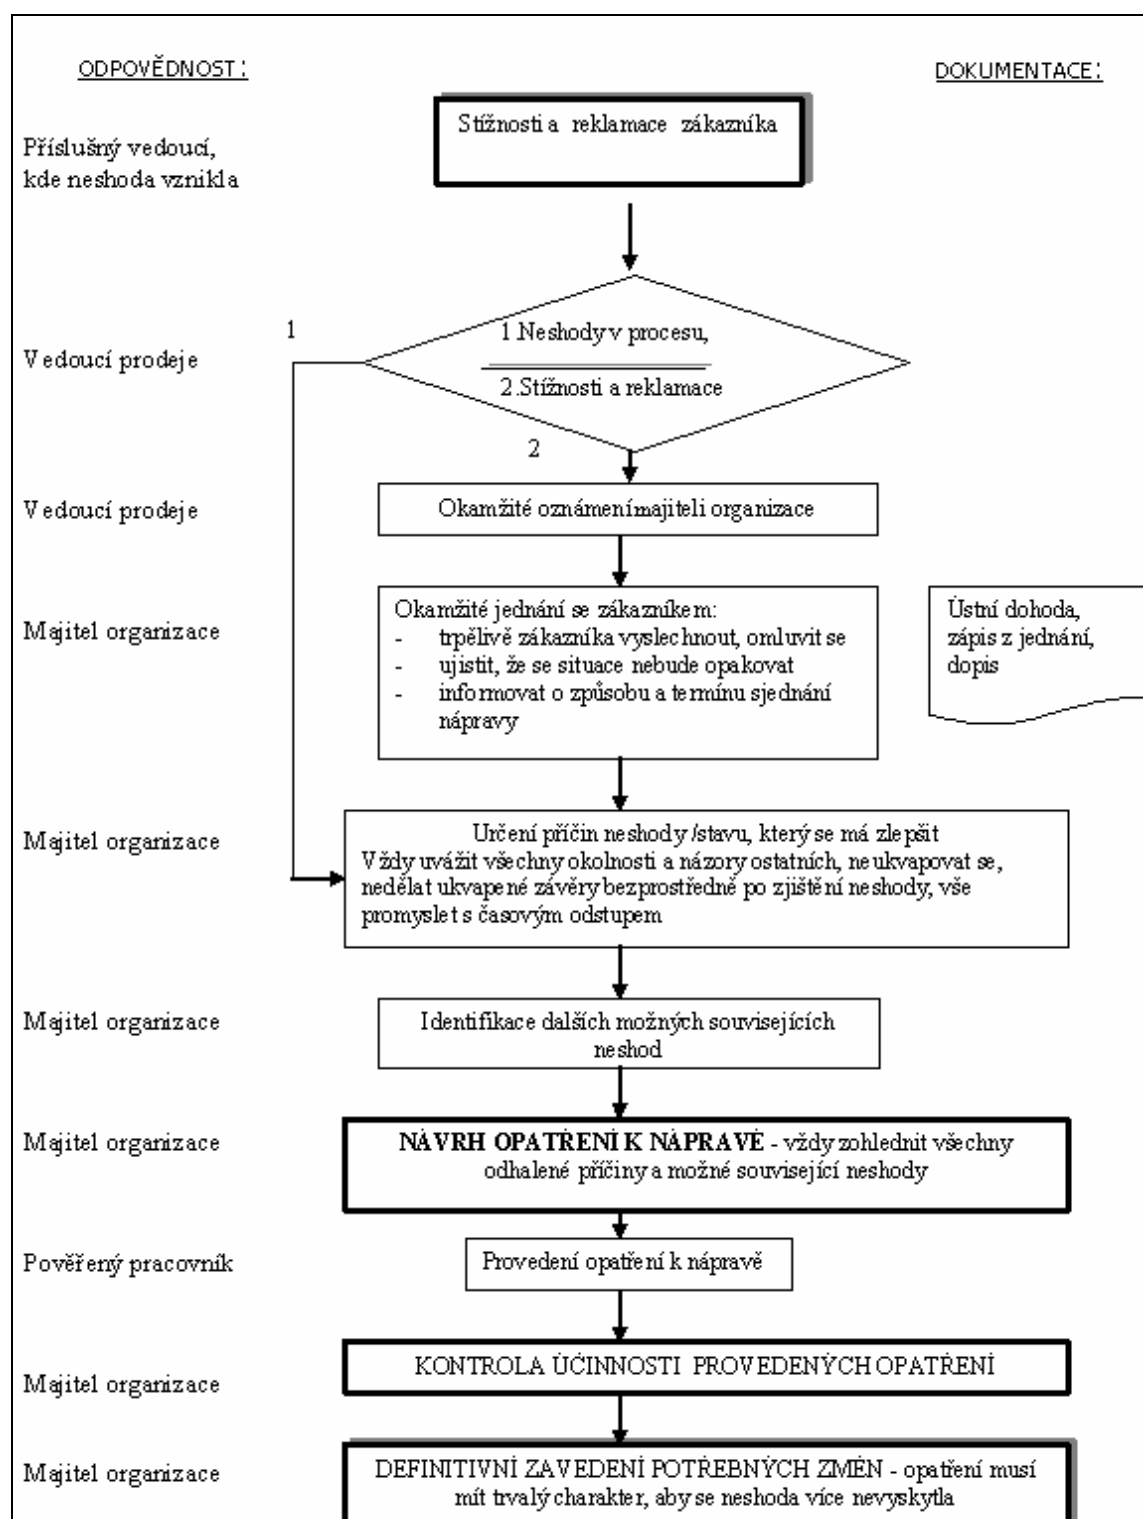 ODPOVĚDNOST:
DOKUMENTACE:
Stížnosti a reklamace zákazníka
Příslušný vedoucí,
kde neshoda vznikla
1
1.Neshody v procesu,
Vedoucí prodeje
2.Stížnosti a reklamace
2
Vedoucí prodeje
Okamžité oznámení majiteli organizace
Majitel organizace
Okamžité jednání se zákazníkem:
- trpělivě zákazníka vyslechnout, omluvit se
- ujistit, že se situace nebude opakovat
- informovat o způsobu a termínu sjednání
nápravy
Ústní dohoda,
zápis z jednání,
dopis
Majitel organizace
Určení příčin neshody /stavu, který se má zlepšit
Vždy uvážit všechny okolnosti a názory ostatních, neukvapovat se,
nedělat ukvapené závěry bezprostředně po zjištění neshody, vše
promyslet s časovým odstupem
Majitel organizace
Identifikace dalších možných souvisejících
neshod
Majitel organizace
NÁVRH OPATŘENÍ K NÁPRAVĚ - vždy zohlednit všechny
odhalené příčiny a možné související neshody
Pověřený pracovník
Provedení opatření k nápravě
Majitel organizace
KONTROLA ÚČINNOSTI PROVEDENÝCH OPATŘENÍ
Majitel organizace
DEFINITIVNÍ ZAVEDENÍ POTŘEBNÝCH ZMĚN - opatření musí
mít trvalý charakter, aby se neshoda více nevyskytla